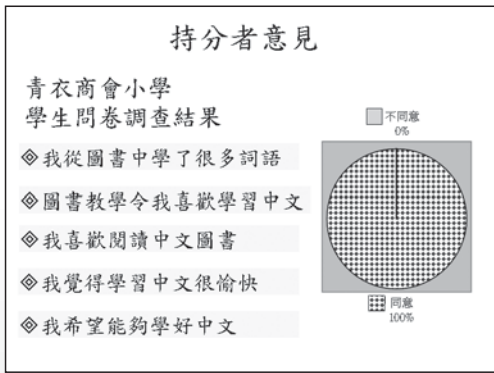 持分者意見
青衣商會小學
學生問卷調查結果
我從圖書中學了很多詞語
圖書教學令我喜歡學習中文
我喜歡閱讀中文圖書
我覺得學習中文很愉快
我希望能夠學好中文
不同意
0%
同意
100%